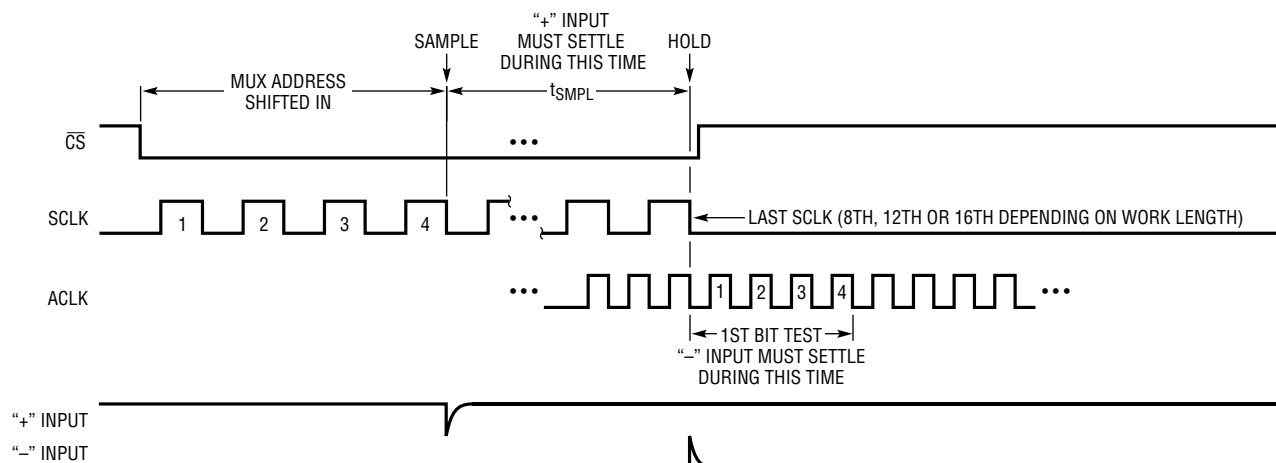 “+” INPUT
MUST SETTLE
DURING THIS TIME
SAMPLE
HOLD
MUX ADDRESS
SHIFTED IN
tSMPL
CS
•••
SCLK
1
2
3
4
•••
LAST SCLK (8TH, 12TH OR 16TH DEPENDING ON WORK LENGTH)
ACLK
•••
1
2
3
4
•••
1ST BIT TEST
“–” INPUT MUST SETTLE
DURING THIS TIME
“+” INPUT
“–” INPUT